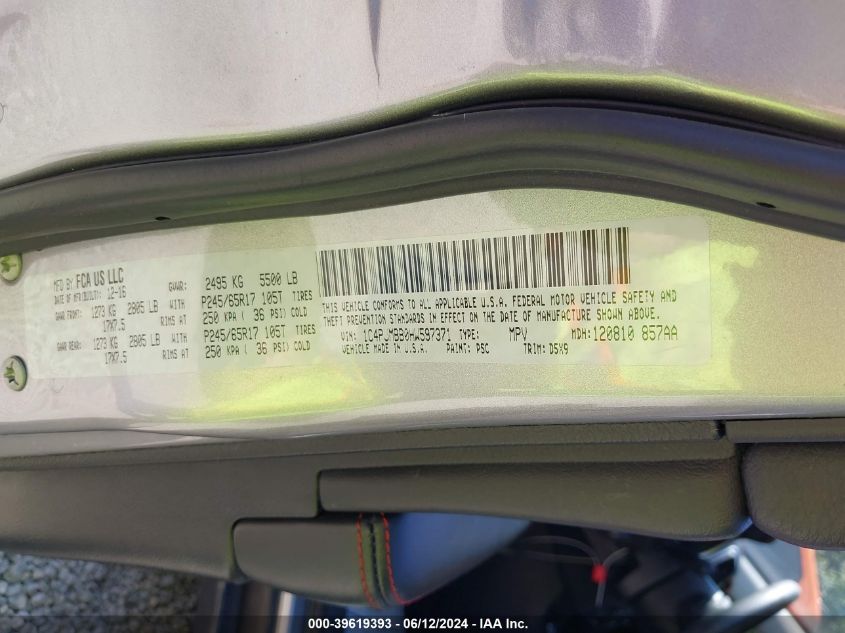 MFD BY FCA US LLC
DATE OF MFR(BUILT): 12-16 GVWR: 2495 KG 5500 LB
GAWR FRONT: 1273 KG 2805 LB WITH P245/65R17 105T TIRES
17X7.5 RIMS AT 250 KPA ( 36 PSI) COLD
GAWR REAR: 1273 KG 2805 LB WITH P245/65R17 105T TIRES
17X7.5 RIMS AT 250 KPA ( 36 PSI) COLD
THIS VEHICLE CONFORMS TO ALL APPLICABLE U.S.A. FEDERAL MOTOR VEHICLE SAFETY AND
THEFT PREVENTION STANDARDS IN EFFECT ON THE DATE OF MANUFACTURE SHOWN ABOVE.
VIN: 1C4PJMBB0HW597371 TYPE: MPV MDH:120810 857AA
VEHICLE MADE IN U.S.A. PAINT: PSC TRIM: D5X9
000-39619393 - 06/12/2024 - IAA Inc.